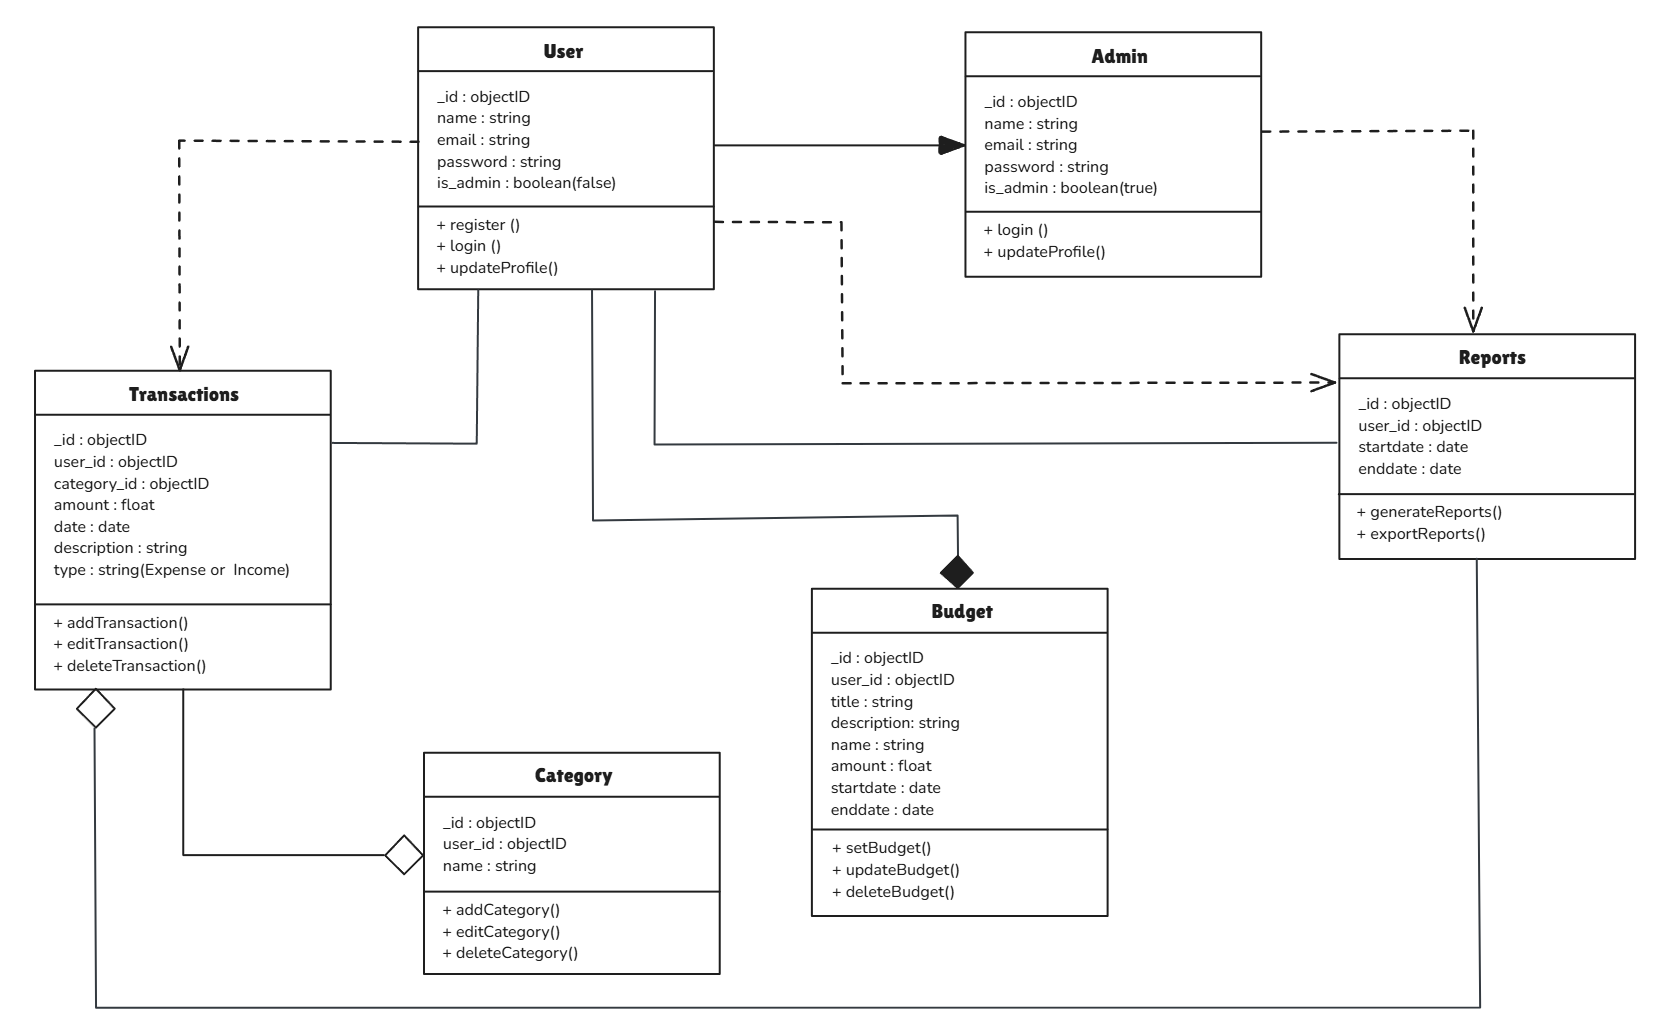 User
_id : objectID
name : string
email : string
password : string
is_admin : boolean(false)
+ register ()
+ login ()
+ updateProfile()
Admin
_id : objectID
name : string
email : string
password : string
is_admin : boolean(true)
+ login ()
+ updateProfile()
Transactions
_id : objectID
user_id : objectID
category_id : objectID
amount : float
date : date
description : string
type : string(Expense or  Income)
+ addTransaction()
+ editTransaction()
+ deleteTransaction()
Reports
_id : objectID
user_id : objectID
startdate : date
enddate : date
+ generateReports()
+ exportReports()
Budget
_id : objectID
user_id : objectID
title : string
description: string
name : string
amount : float
startdate : date
enddate : date
+ setBudget()
+ updateBudget()
+ deleteBudget()
Category
_id : objectID
user_id : objectID
name : string
+ addCategory()
+ editCategory()
+ deleteCategory()